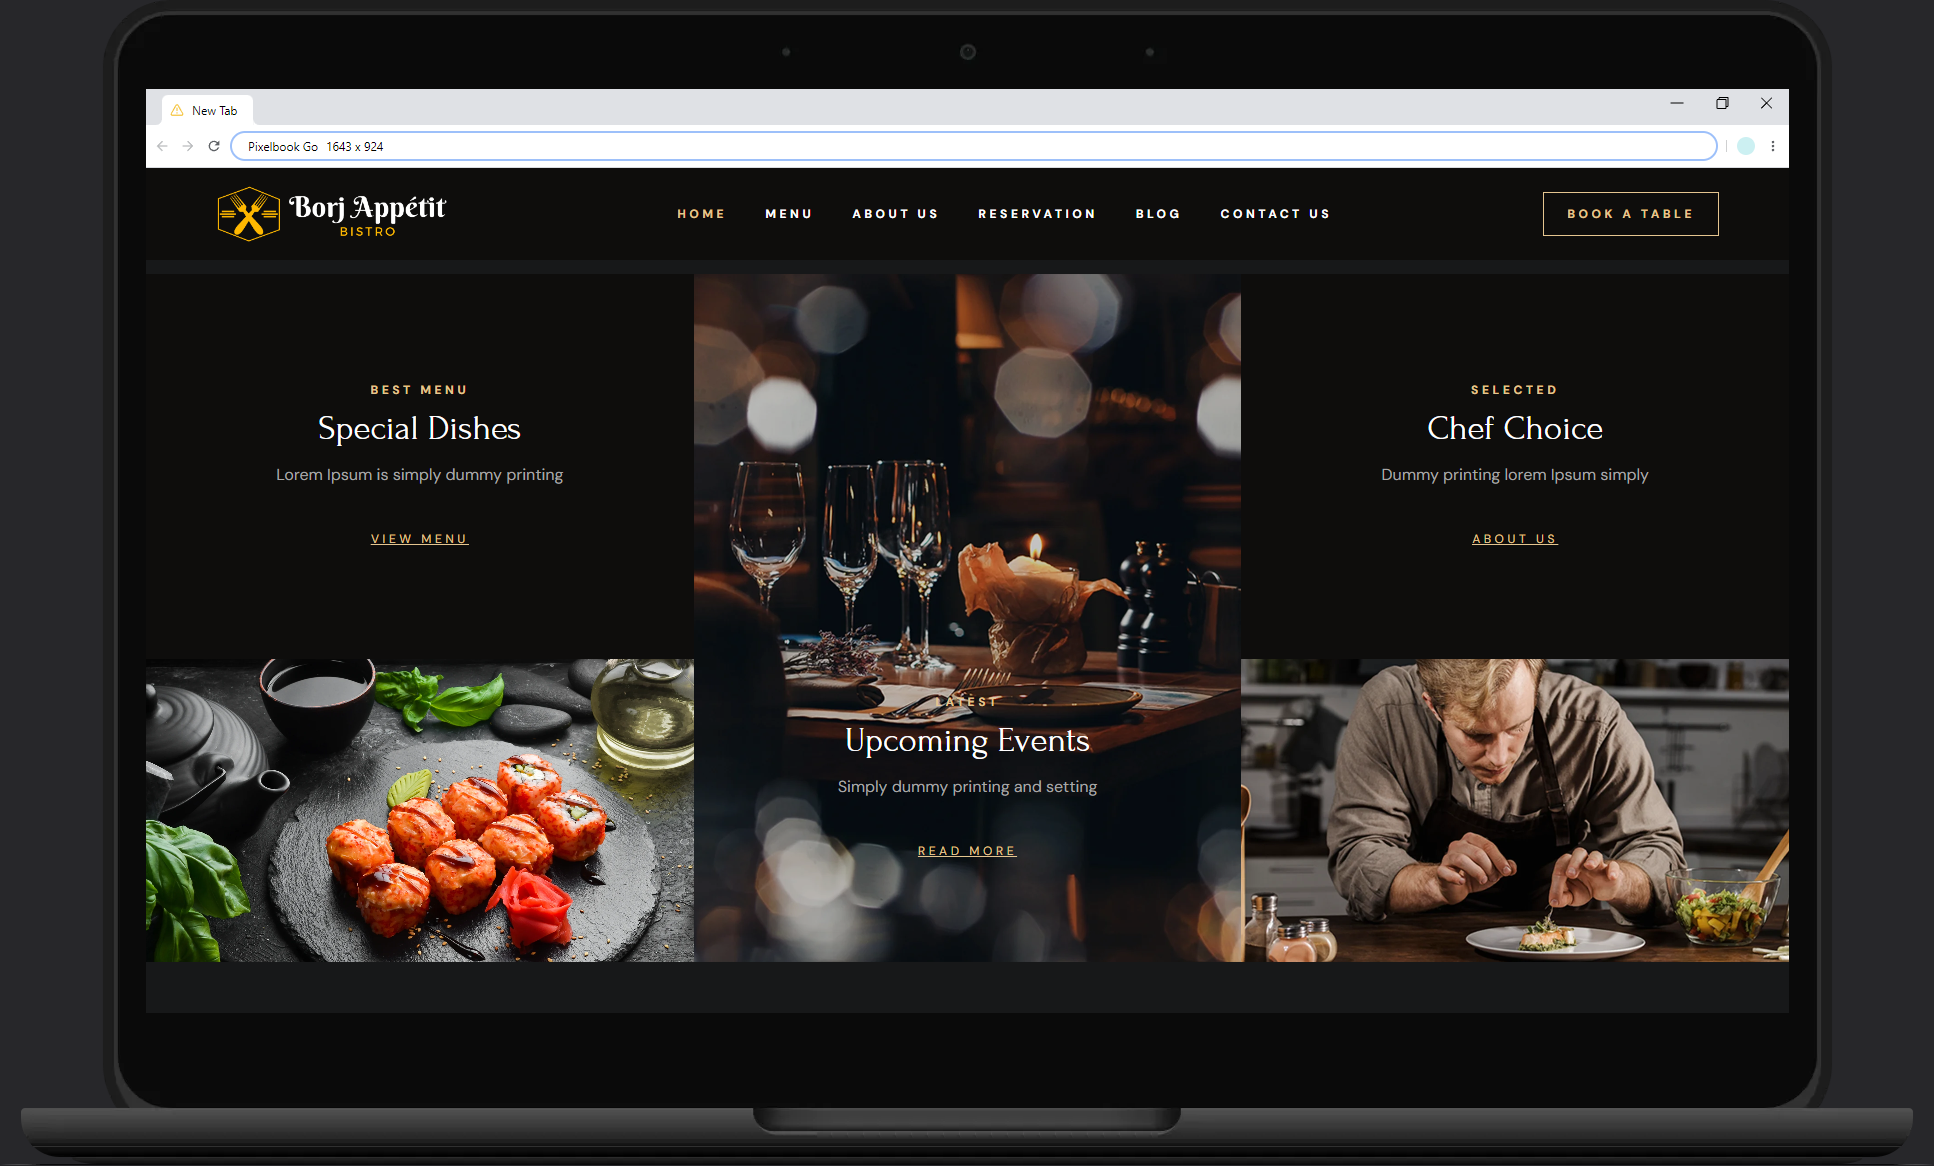 New Tab
Pixelbook Go 1643 x 924
Borj Appétit
BISTRO
HOME
MENU
ABOUT US
RESERVATION
BLOG
CONTACT US
BOOK A TABLE
BEST MENU
Special Dishes
Lorem Ipsum is simply dummy printing
VIEW MENU
LATEST
Upcoming Events
Simply dummy printing and setting
READ MORE
SELECTED
Chef Choice
Dummy printing lorem Ipsum simply
ABOUT US